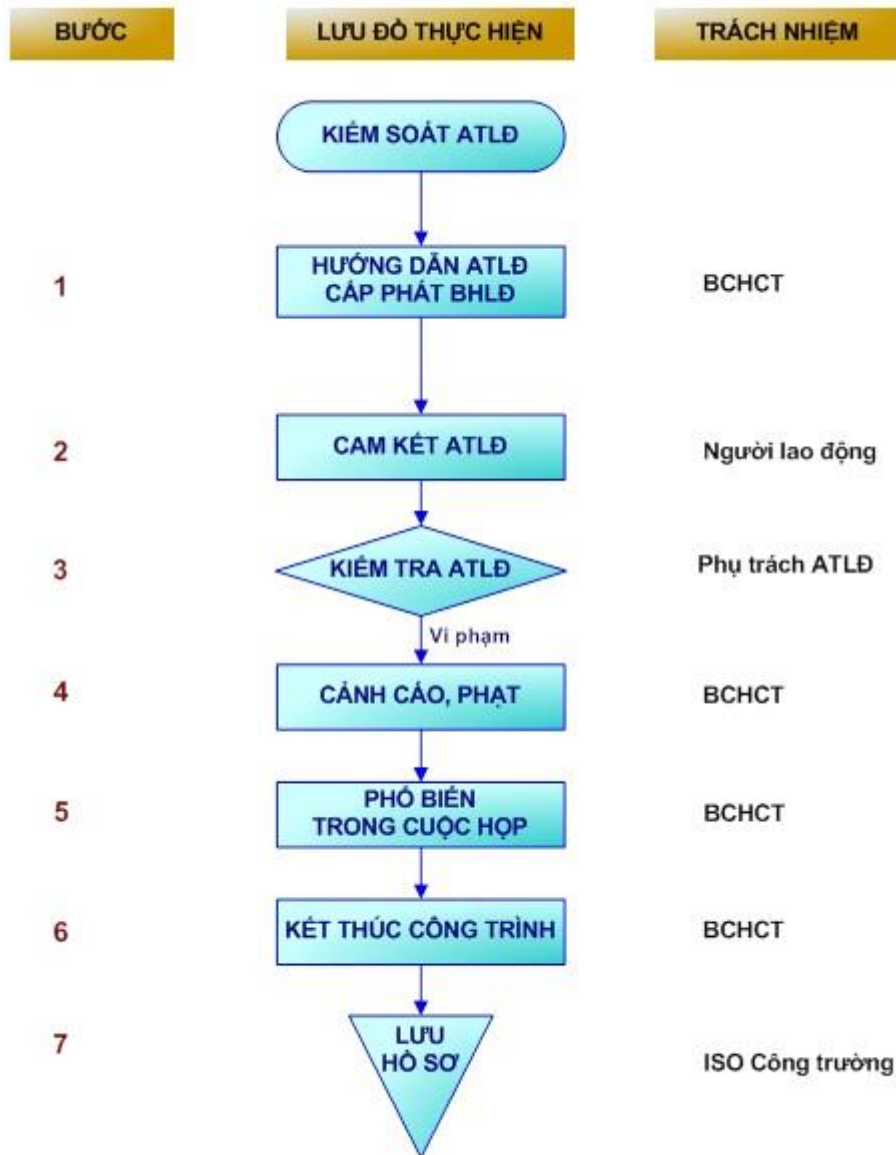 BƯỚC
LƯU ĐỒ THỰC HIỆN
TRÁCH NHIỆM
KIỂM SOÁT ATLĐ
1
HƯỚNG DẪN ATLĐ
CẤP PHÁT BHLĐ
BCHCT
2
CAM KẾT ATLĐ
Người lao động
3
KIỂM TRA ATLĐ
Phụ trách ATLĐ
Vi phạm
4
CẢNH CÁO, PHẠT
BCHCT
5
PHỔ BIẾN
TRONG CUỘC HỌP
BCHCT
6
KẾT THÚC CÔNG TRÌNH
BCHCT
7
LƯU
HỒ SƠ
ISO Công trường